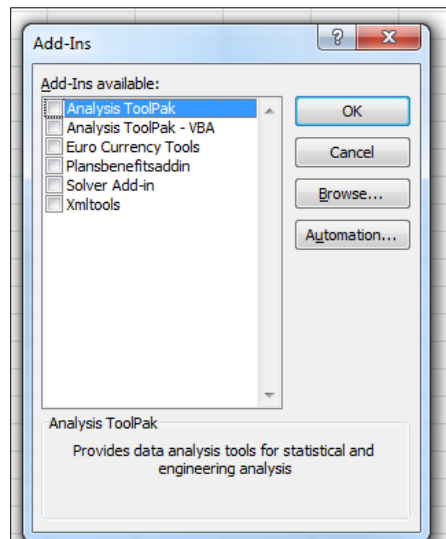 Add-Ins
?
Add-Ins available:
Analysis ToolPak
Analysis ToolPak - VBA
Euro Currency Tools
Plansbenefitsaddin
Solver Add-in
Xmltools
OK
Cancel
Browse...
Automation...
Analysis ToolPak
Provides data analysis tools for statistical and
engineering analysis